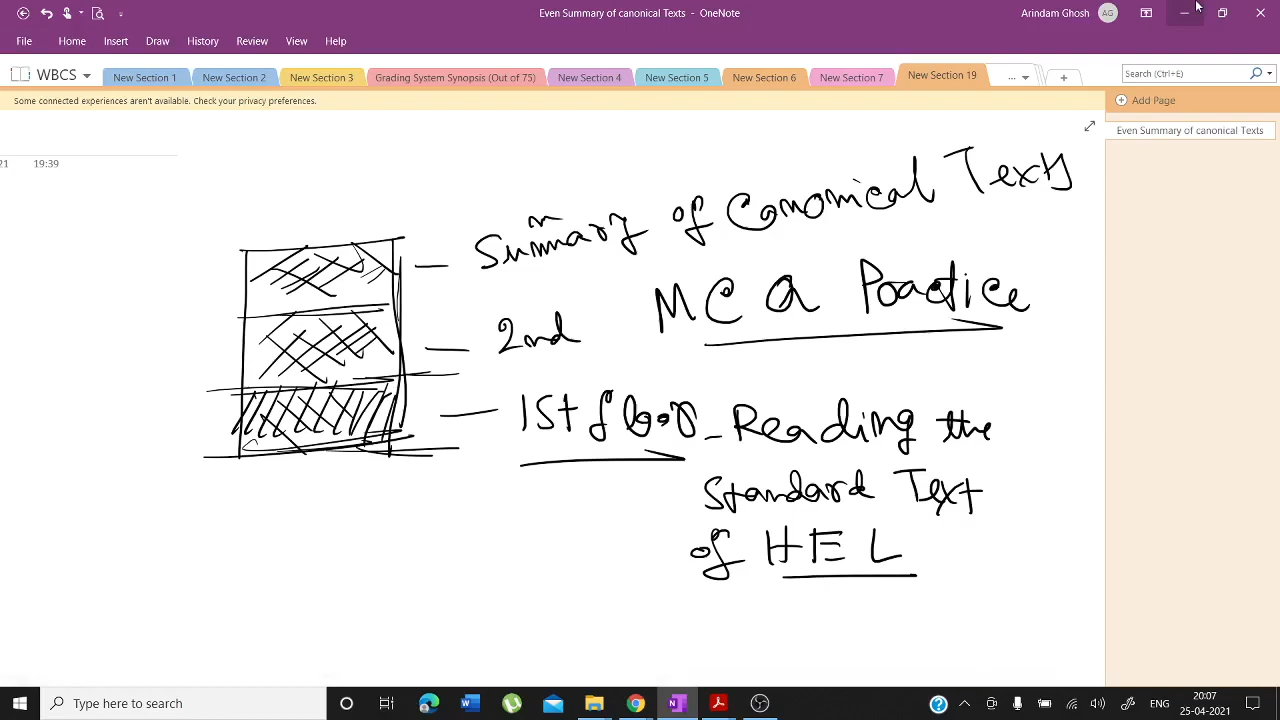 Even Summary of canonical Texts - OneNote
Arindam Ghosh AG
File Home Insert Draw History Review View Help
WBCS New Section 1 New Section 2 New Section 3 Grading System Synopsis (Out of 75) New Section 4 New Section 5 New Section 6 New Section 7 New Section 19 ... Search (Ctrl+E)
Some connected experiences aren't available. Check your privacy preferences.
Add Page
Even Summary of canonical Texts
21 19:39
Summary of Canonical Texts
MCQ Practice
2nd
1st floor - Reading the
Standard Text
of HEL
Type here to search
ENG 20:07
25-04-2021